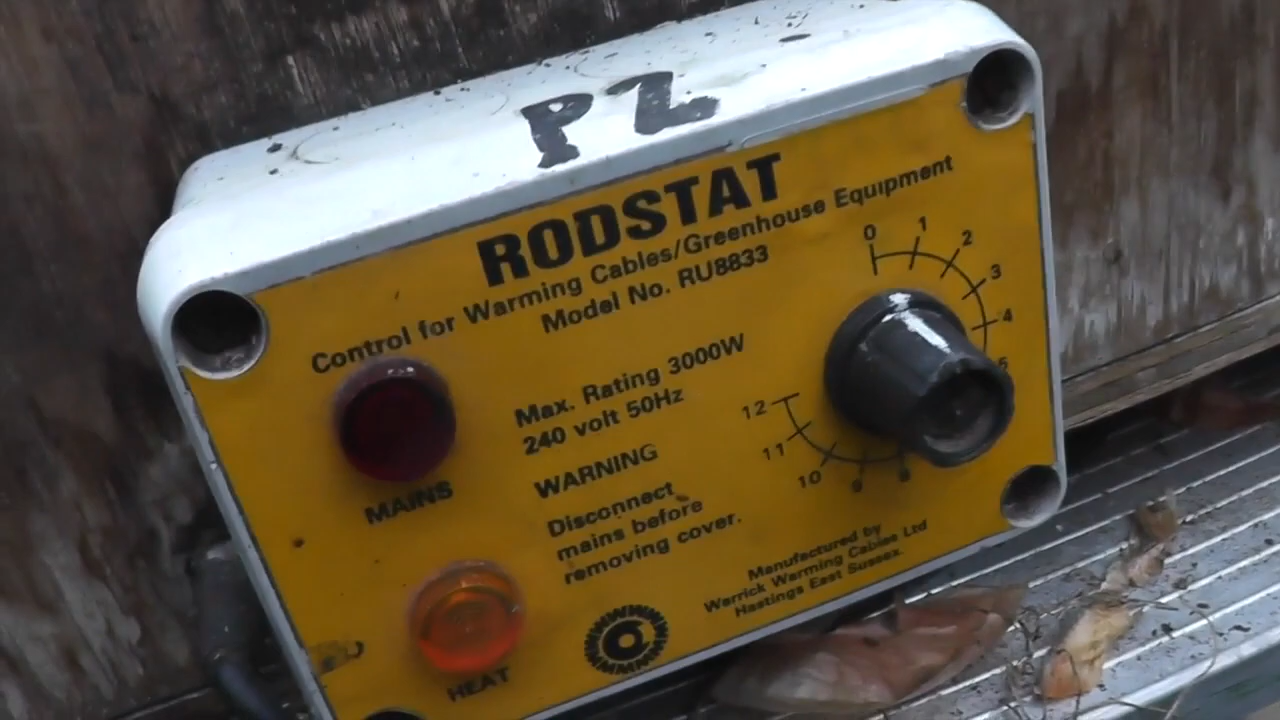 PZ
RODSTAT
Control for Warming Cables/Greenhouse Equipment
Model No. RU8833
Max. Rating 3000W
240 volt 50Hz
WARNING
Disconnect
mains before
removing cover.
MAINS
HEAT
0
1
2
3
4
5
9
10
11
12
Manufactured by
Werrick Warming Cables Ltd
Hastings East Sussex.